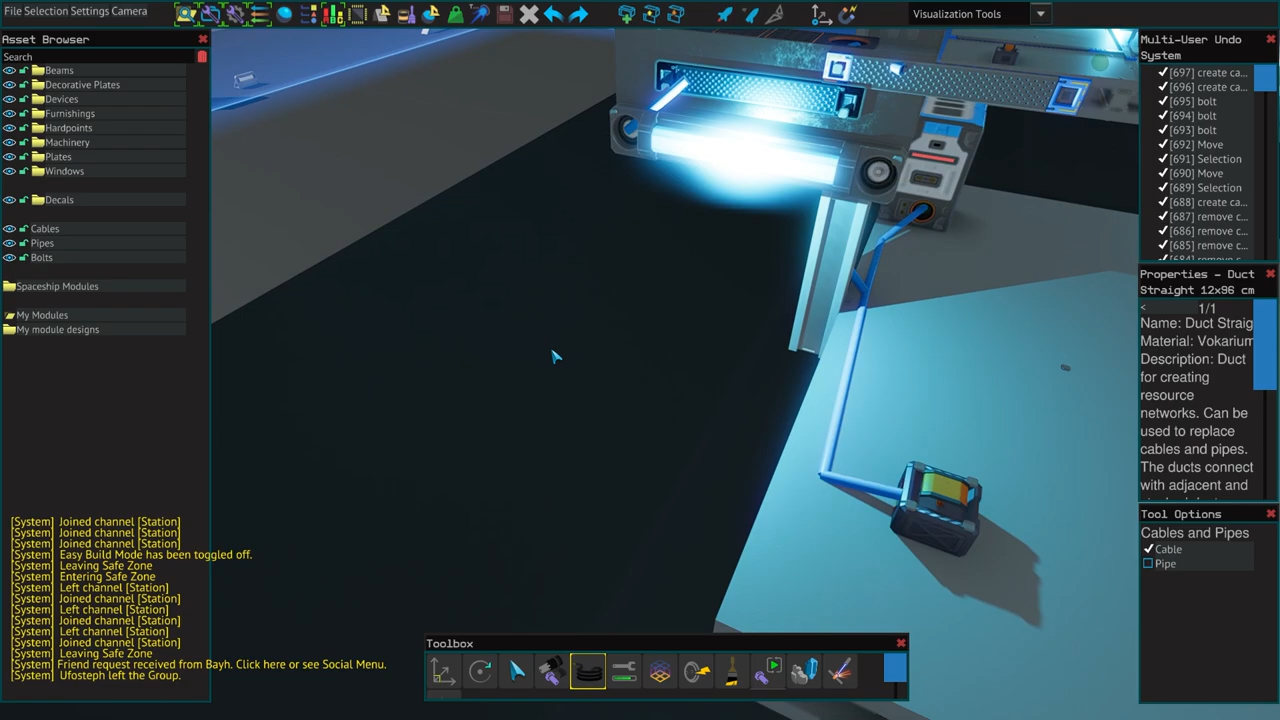 File Selection Settings Camera
Visualization Tools
Asset Browser
Search
Beams
Decorative Plates
Devices
Furnishings
Hardpoints
Machinery
Plates
Windows
Decals
Cables
Pipes
Bolts
Spaceship Modules
My Modules
My module designs
[System] Joined channel [Station]
[System] Joined channel [Station]
[System] Joined channel [Station]
[System] Easy Build Mode has been toggled off.
[System] Leaving Safe Zone
[System] Entering Safe Zone
[System] Left channel [Station]
[System] Joined channel [Station]
[System] Left channel [Station]
[System] Joined channel [Station]
[System] Left channel [Station]
[System] Joined channel [Station]
[System] Leaving Safe Zone
[System] Friend request received from Bayh. Click here or see Social Menu.
[System] Ufosteph left the Group.
Toolbox
Multi-User Undo
System
[697] create ca...
[696] create ca...
[695] bolt
[694] bolt
[693] bolt
[692] Move
[691] Selection
[690] Move
[689] Selection
[688] create ca...
[687] remove c...
[686] remove c...
[685] remove c...
[684] remove c...
Properties - Duct
Straight 12x96 cm
< 1/1
Name: Duct Straig
Material: Vokarium
Description: Duct
for creating
resource
networks. Can be
used to replace
cables and pipes.
The ducts connect
with adjacent and
Tool Options
Cables and Pipes
Cable
Pipe